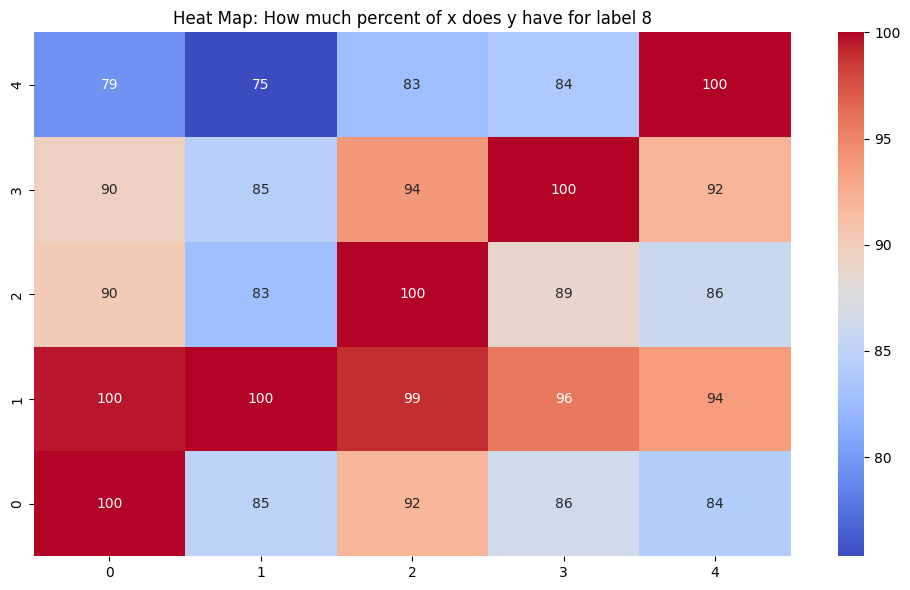 Heat Map: How much percent of x does y have for label 8
4 79 75 83 84 100
3 90 85 94 100 92
2 90 83 100 89 86
1 100 100 99 96 94
0 100 85 92 86 84
0 1 2 3 4
100
95
90
85
80